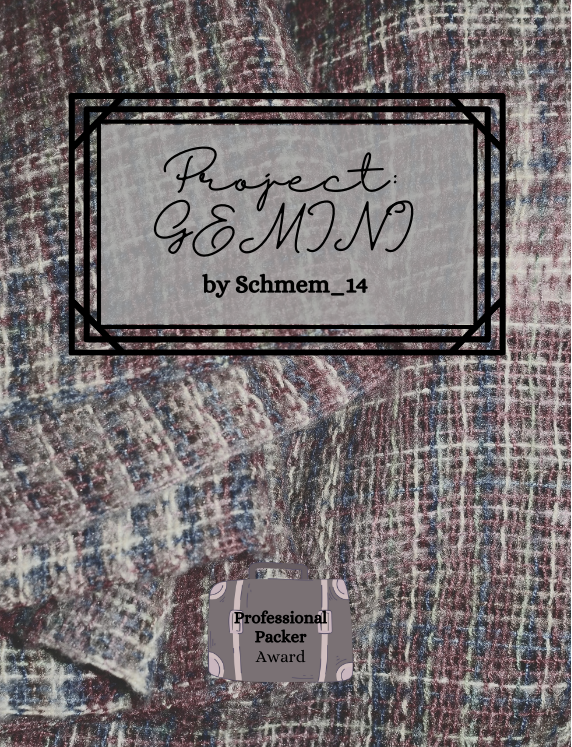 Project:
GEMINI
by Schmem_14
Professional
Packer
Award